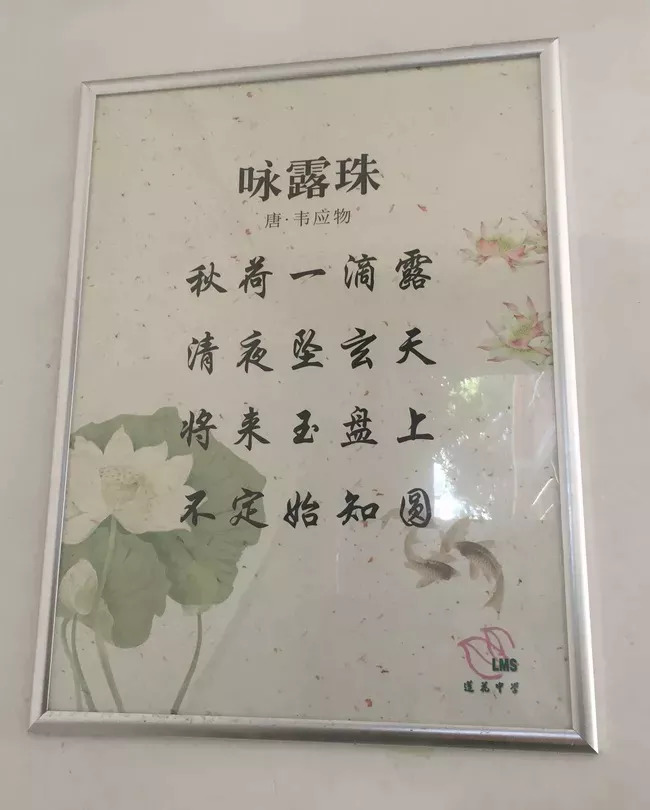 咏露珠
唐·韦应物
秋荷一滴露
清夜坠玄天
将来玉盘上
不定始知圆
LMS
莲花中学